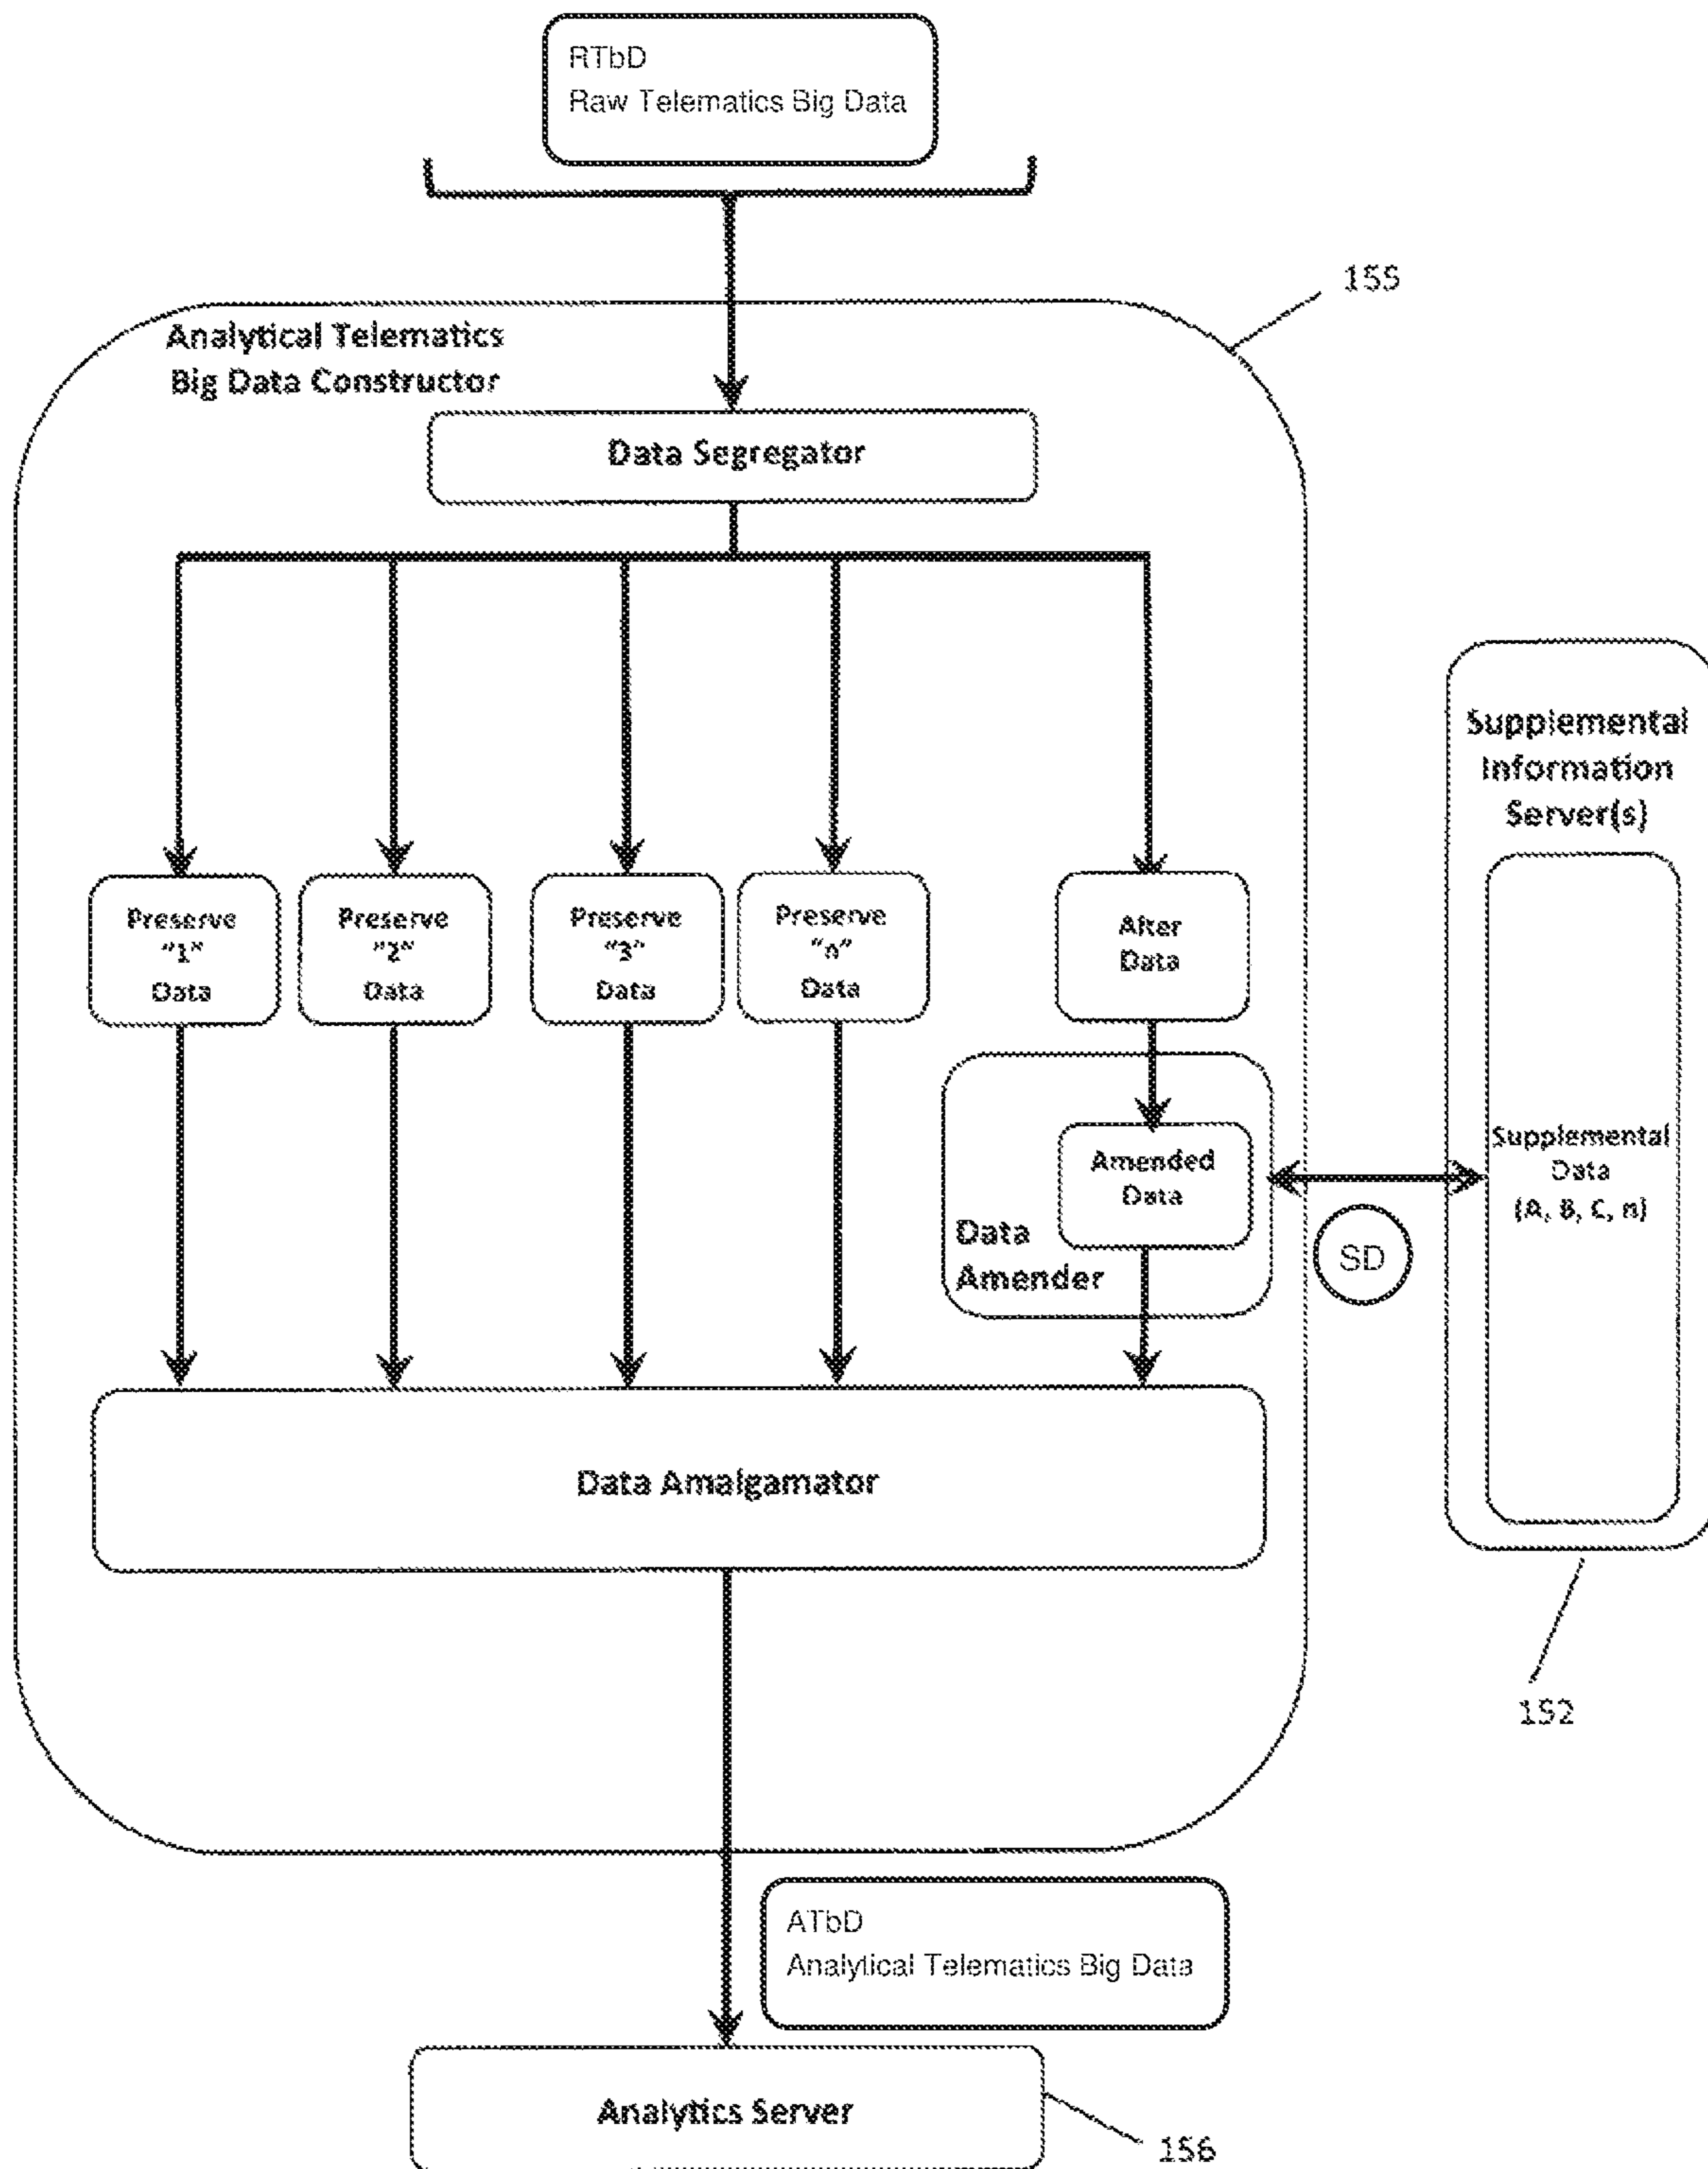 RTbD
Raw Telematics Big Data
155
Analytical Telematics
Big Data Constructor
Data Segregator
Supplemental
Information
Server(s)
Preserve
"1"
Data
Preserve
"2"
Data
Preserve
"3"
Data
Preserve
"n"
Data
Alter
Data
Amended
Data
Data
Amender
Supplemental
Data
(A, B, C, n)
SD
Data Amalgamator
152
ATbD
Analytical Telematics Big Data
Analytics Server
156